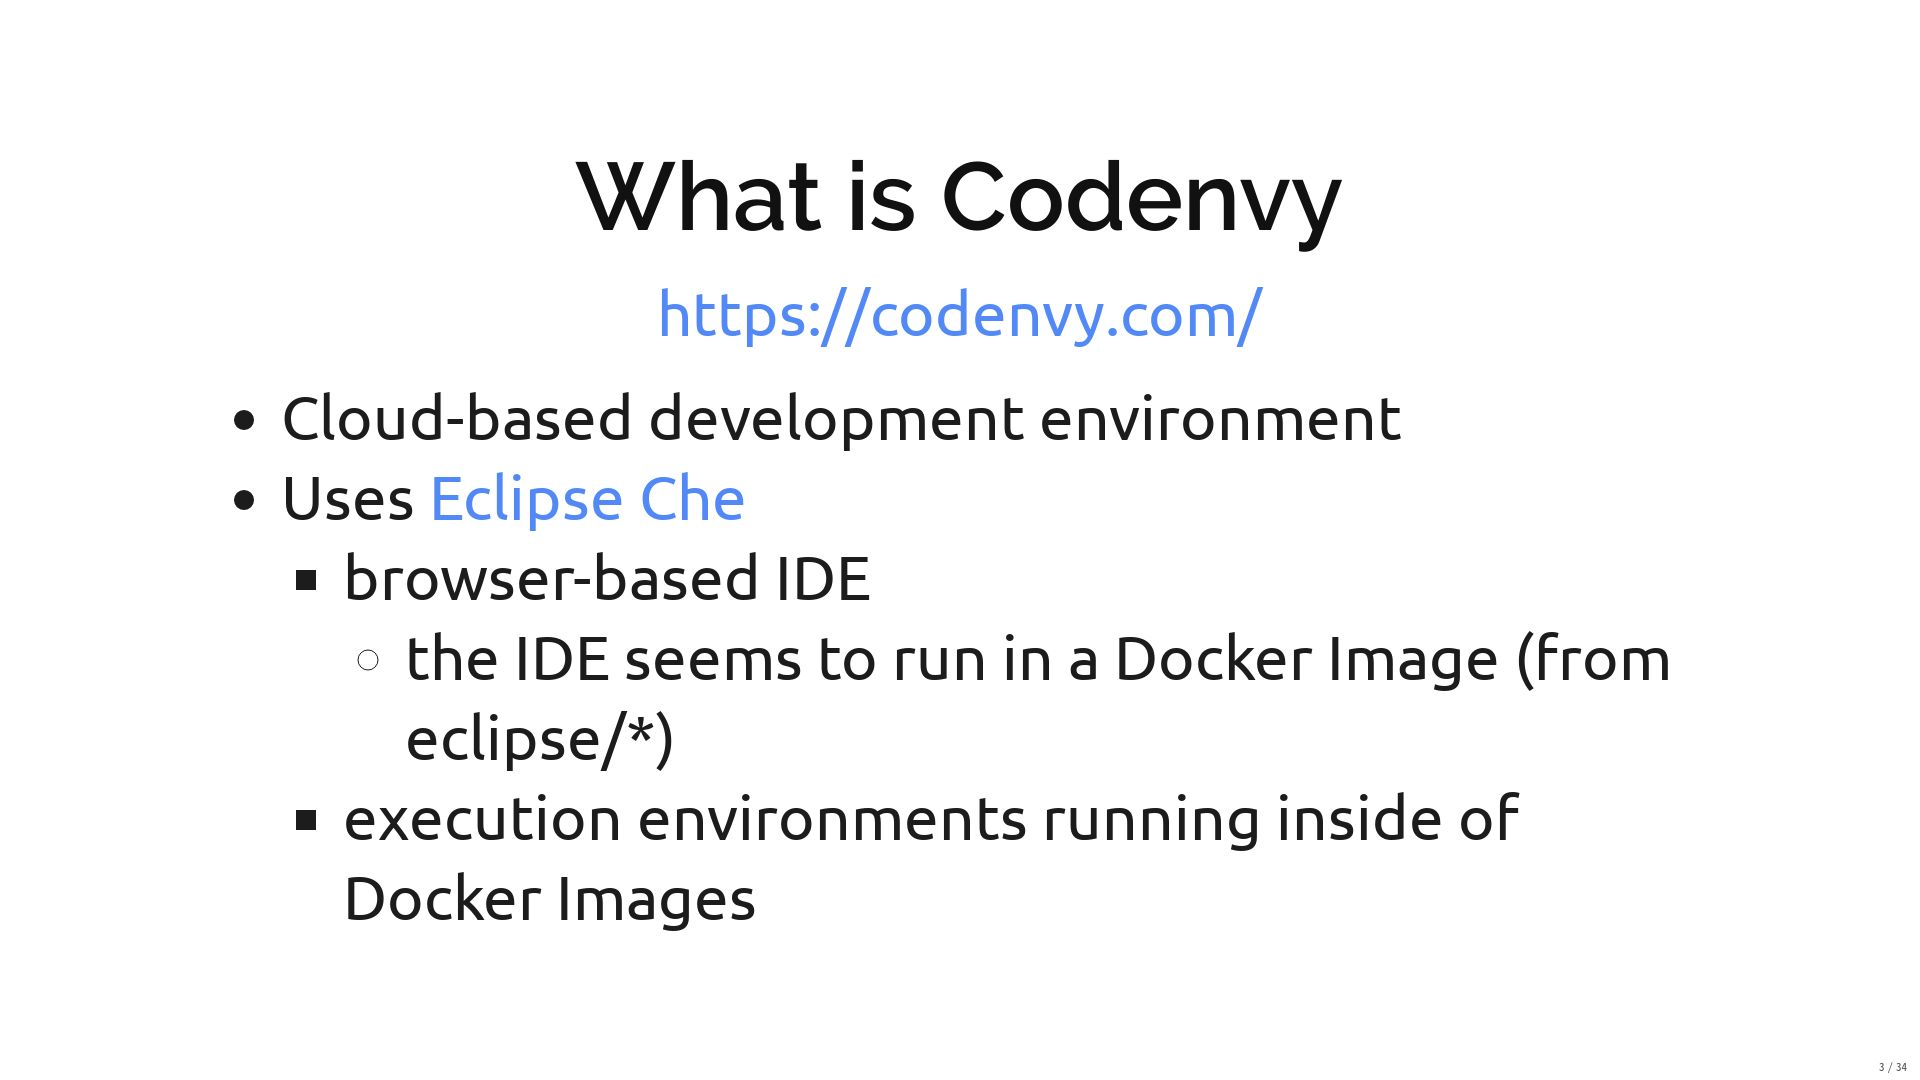 What is Codenvy
https://codenvy.com/
Cloud-based development environment
Uses Eclipse Che
browser-based IDE
the IDE seems to run in a Docker Image (from
eclipse/*)
execution environments running inside of
Docker Images
3 / 34